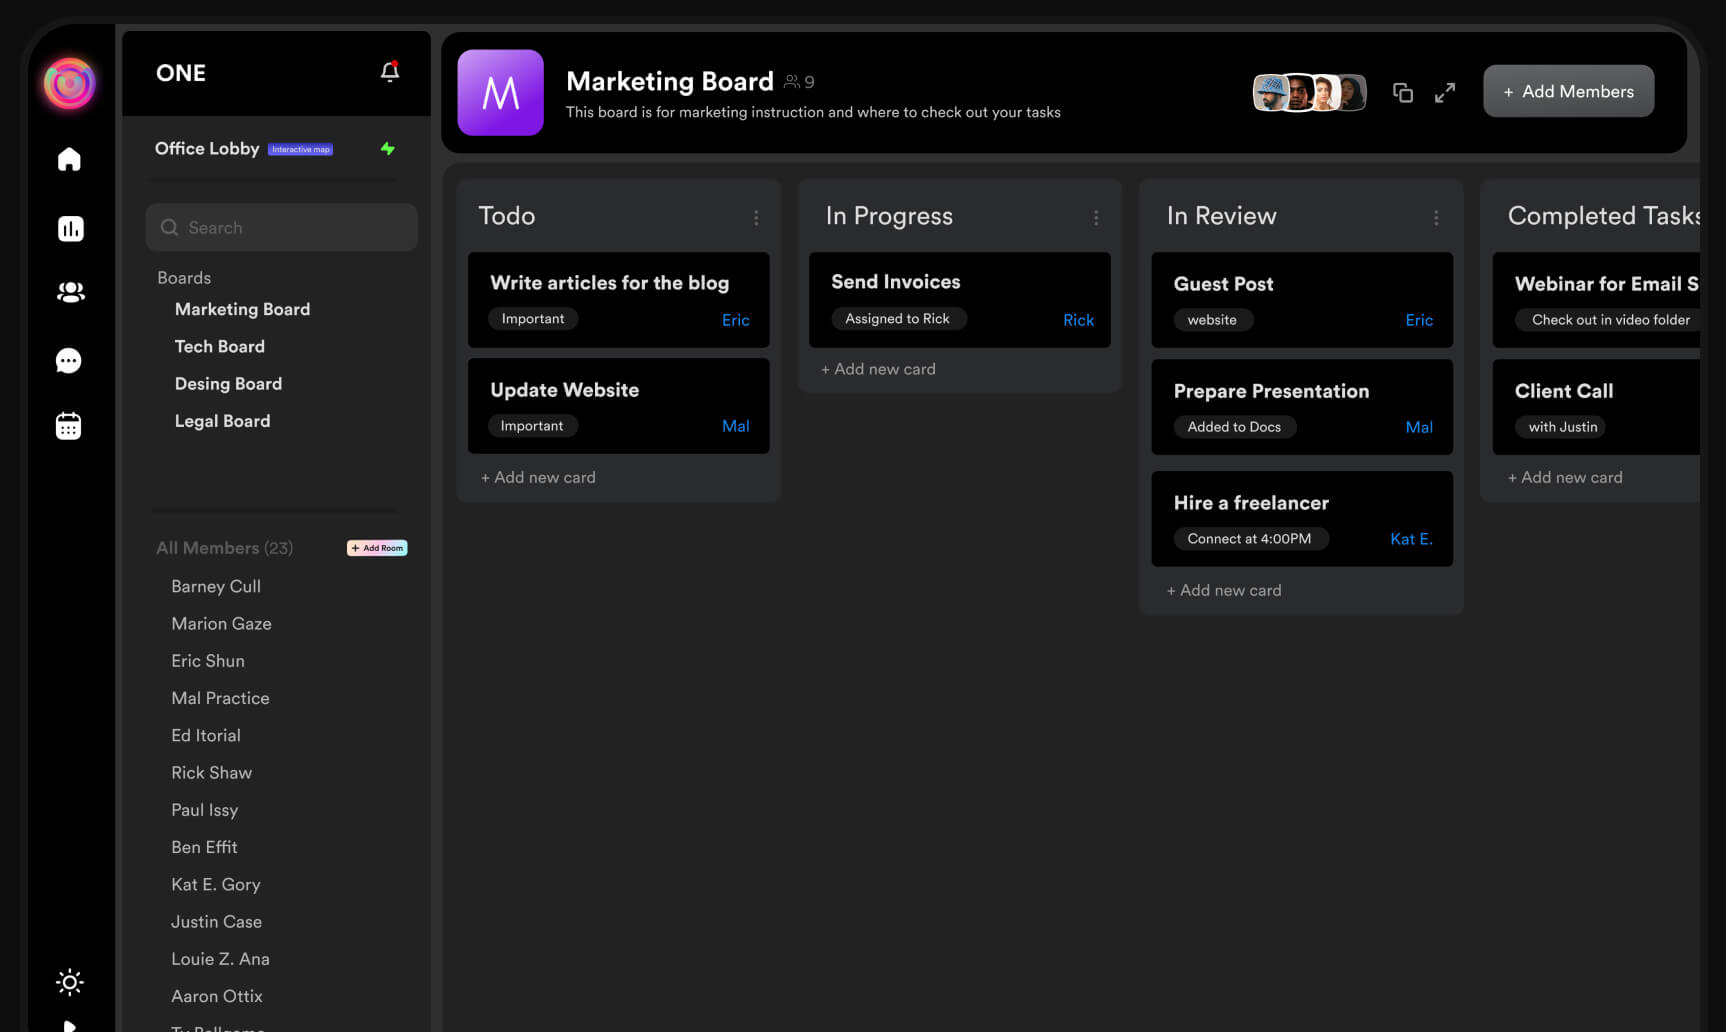 ONE
Office Lobby Interactive map
Search
Boards
Marketing Board
Tech Board
Desing Board
Legal Board
All Members (23) + Add Room
Barney Cull
Marion Gaze
Eric Shun
Mal Practice
Ed Itorial
Rick Shaw
Paul Issy
Ben Effit
Kat E. Gory
Justin Case
Louie Z. Ana
Aaron Ottix
M
Marketing Board 9
This board is for marketing instruction and where to check out your tasks
+ Add Members
Todo
Write articles for the blog
Important Eric
Update Website
Important Mal
+ Add new card
In Progress
Send Invoices
Assigned to Rick Rick
+ Add new card
In Review
Guest Post
website Eric
Prepare Presentation
Added to Docs Mal
Hire a freelancer
Connect at 4:00PM Kat E.
+ Add new card
Completed Tasks
Webinar for Email S
Check out in video folder
Client Call
with Justin
+ Add new card